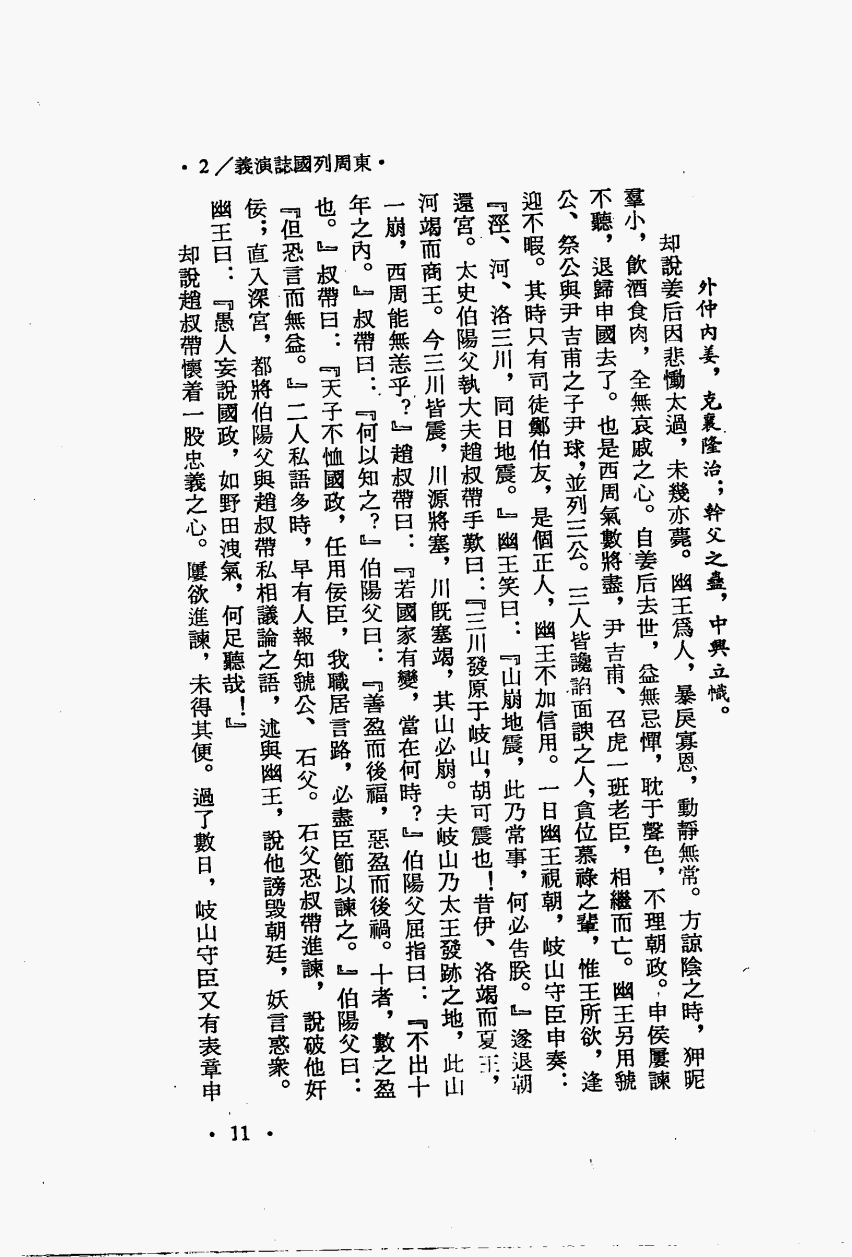 ・東周列國誌演義／2・
外仲內姜，克襄隆治；幹父之蠱，中興立幟。
却說姜后因悲慟太過，未幾亦薨。幽王爲人，暴戾寡恩，動靜無常。方諒陰之時，狎昵
羣小，飲酒食肉，全無哀戚之心。自姜后去世，益無忌憚，耽于聲色，不理朝政。申侯屢諫
不聽，退歸申國去了。也是西周氣數將盡，尹吉甫、召虎一班老臣，相繼而亡。幽王另用虢
公、祭公與尹吉甫之子尹球，並列三公。三人皆讒諂面諛之人，貪位慕祿之輩，惟王所欲，逢
迎不暇。其時只有司徒鄭伯友，是個正人，幽王不加信用。一日幽王視朝，岐山守臣申奏：
『涇、河、洛三川，同日地震。』幽王笑曰：『山崩地震，此乃常事，何必告朕。』遂退朝
還宮。太史伯陽父執大夫趙叔帶手歎曰：『三川發原于岐山，胡可震也！昔伊、洛竭而夏王，
河竭而商王。今三川皆震，川源將塞，川旣塞竭，其山必崩。夫岐山乃太王發跡之地，此山
一崩，西周能無恙乎？』趙叔帶曰：『若國家有變，當在何時？』伯陽父屈指曰：『不出十
年之內。』叔帶曰：『何以知之？』伯陽父曰：『善盈而後福，惡盈而後禍。十者，數之盈
也。』叔帶曰：『天子不恤國政，任用佞臣，我職居言路，必盡臣節以諫之。』伯陽父曰：
『但恐言而無益。』二人私語多時，早有人報知虢公、石父。石父恐叔帶進諫，說破他奸
佞；直入深宮，都將伯陽父與趙叔帶私相議論之語，述與幽王，說他謗毀朝廷，妖言惑衆。
幽王曰：『愚人妄說國政，如野田洩氣，何足聽哉！』
却說趙叔帶懷着一股忠義之心。屢欲進諫，未得其便。過了數日，岐山守臣又有表章申
・11・